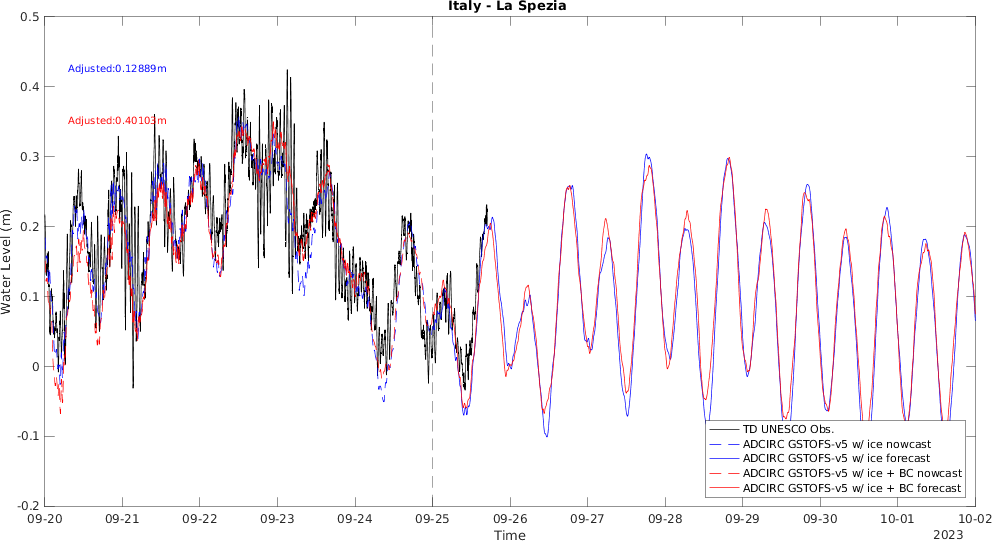 Italy - La Spezia
0.5
0.4
0.3
0.2
0.1
0
-0.1
-0.2
Water Level (m)
Adjusted:0.12889m
Adjusted:0.40103m
TD UNESCO Obs.
ADCIRC GSTOFS-v5 w/ ice nowcast
ADCIRC GSTOFS-v5 w/ ice forecast
ADCIRC GSTOFS-v5 w/ ice + BC nowcast
ADCIRC GSTOFS-v5 w/ ice + BC forecast
09-20 09-21 09-22 09-23 09-24 09-25 09-26 09-27 09-28 09-29 09-30 10-01 10-02
Time
2023